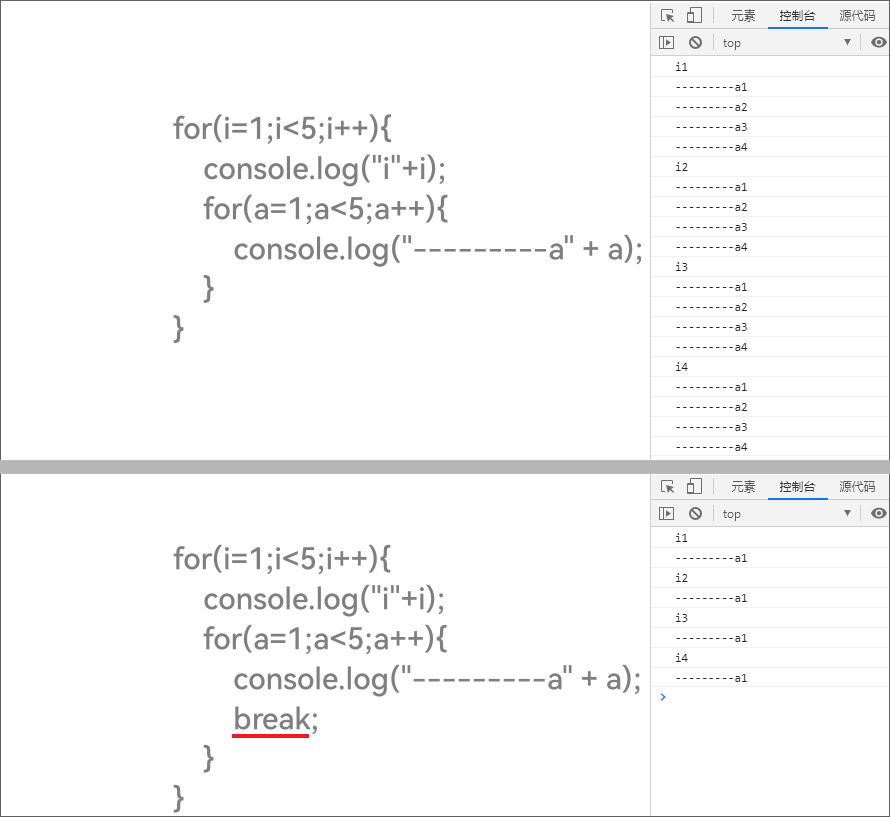 for(i=1;i<5;i++){
console.log("i"+i);
for(a=1;a<5;a++){
console.log("---------a" + a);
}
}
元素 控制台 源代码
top
i1
---------a1
---------a2
---------a3
---------a4
i2
---------a1
---------a2
---------a3
---------a4
i3
---------a1
---------a2
---------a3
---------a4
i4
---------a1
---------a2
---------a3
---------a4
for(i=1;i<5;i++){
console.log("i"+i);
for(a=1;a<5;a++){
console.log("---------a" + a);
break;
}
}
元素 控制台 源代码
top
i1
---------a1
i2
---------a1
i3
---------a1
i4
---------a1